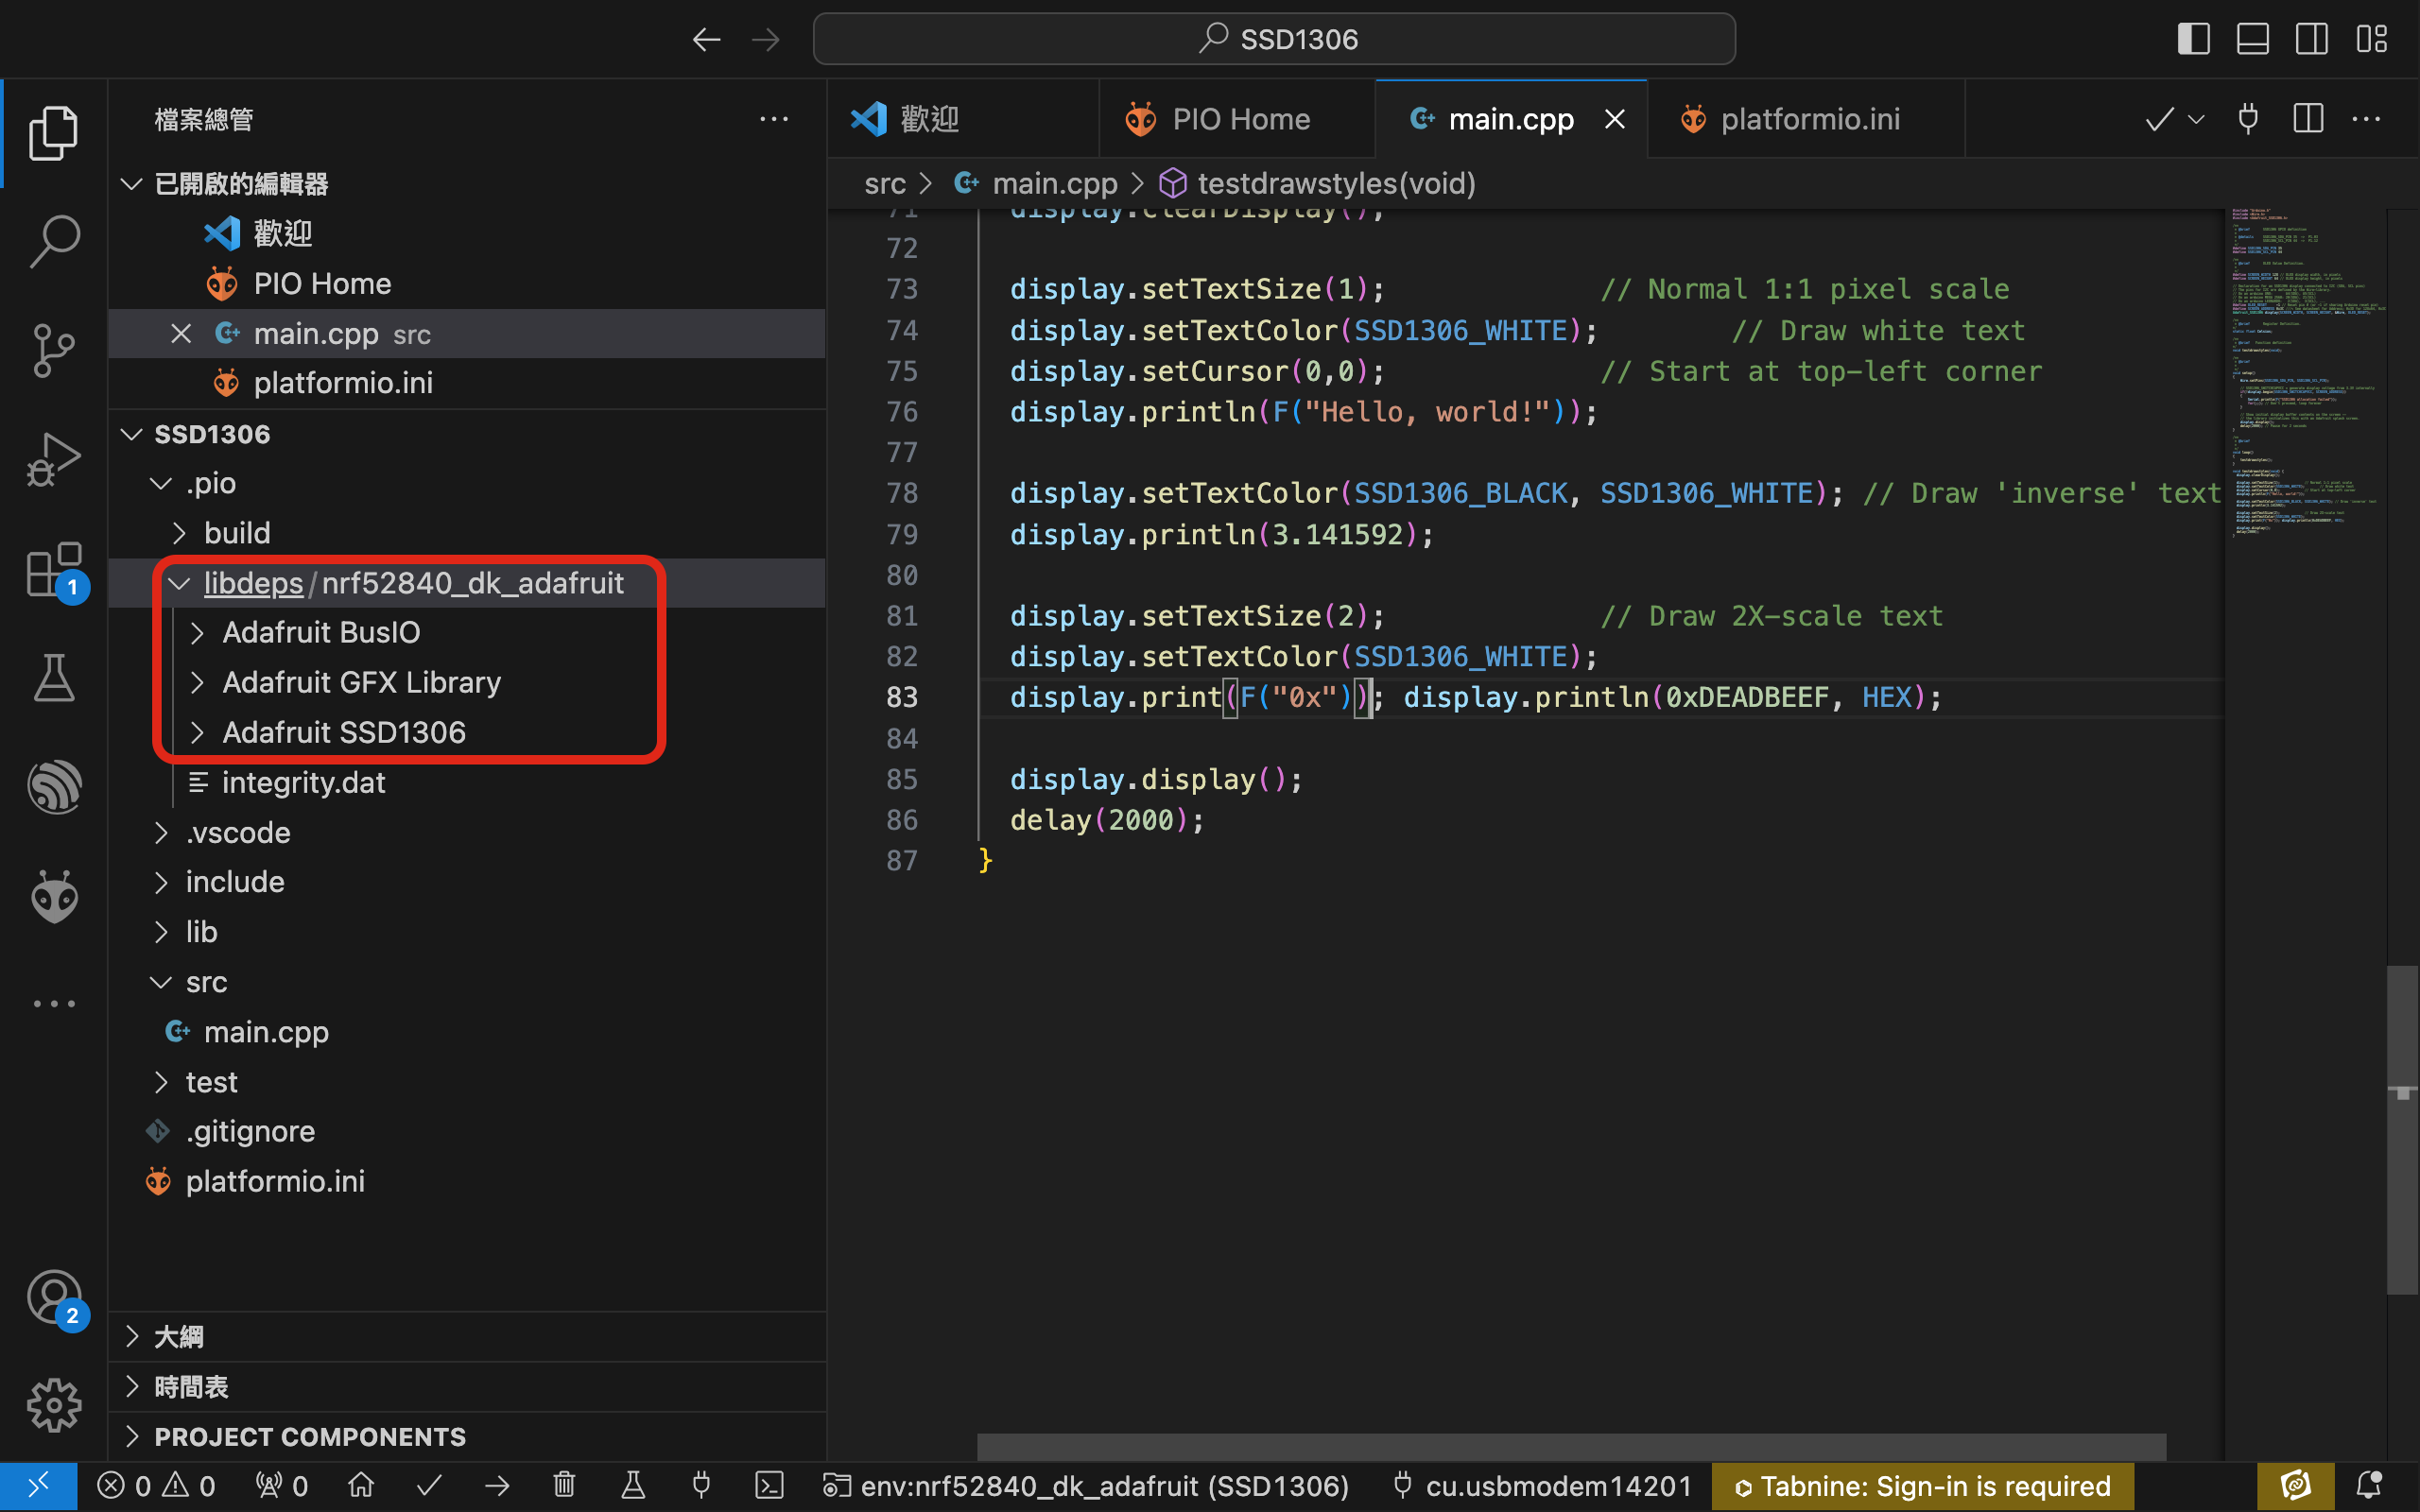 SSD1306
檔案總管
已開啟的編輯器
歡迎
PIO Home
main.cpp src
platformio.ini
SSD1306
.pio
build
libdeps/nrf52840_dk_adafruit
Adafruit BusIO
Adafruit GFX Library
Adafruit SSD1306
integrity.dat
.vscode
include
lib
src
main.cpp
test
.gitignore
platformio.ini
大綱
時間表
PROJECT COMPONENTS
1
2
歡迎
PIO Home
main.cpp
platformio.ini
src > main.cpp > testdrawstyles(void)
71 display.clearDisplay();
72
73 display.setTextSize(1); // Normal 1:1 pixel scale
74 display.setTextColor(SSD1306_WHITE); // Draw white text
75 display.setCursor(0,0); // Start at top-left corner
76 display.println(F("Hello, world!"));
77
78 display.setTextColor(SSD1306_BLACK, SSD1306_WHITE); // Draw 'inverse' text
79 display.println(3.141592);
80
81 display.setTextSize(2); // Draw 2X-scale text
82 display.setTextColor(SSD1306_WHITE);
83 display.print(F("0x")); display.println(0xDEADBEEF, HEX);
84
85 display.display();
86 delay(2000);
87 }
0 0 0 env:nrf52840_dk_adafruit (SSD1306) cu.usbmodem14201 Tabnine: Sign-in is required